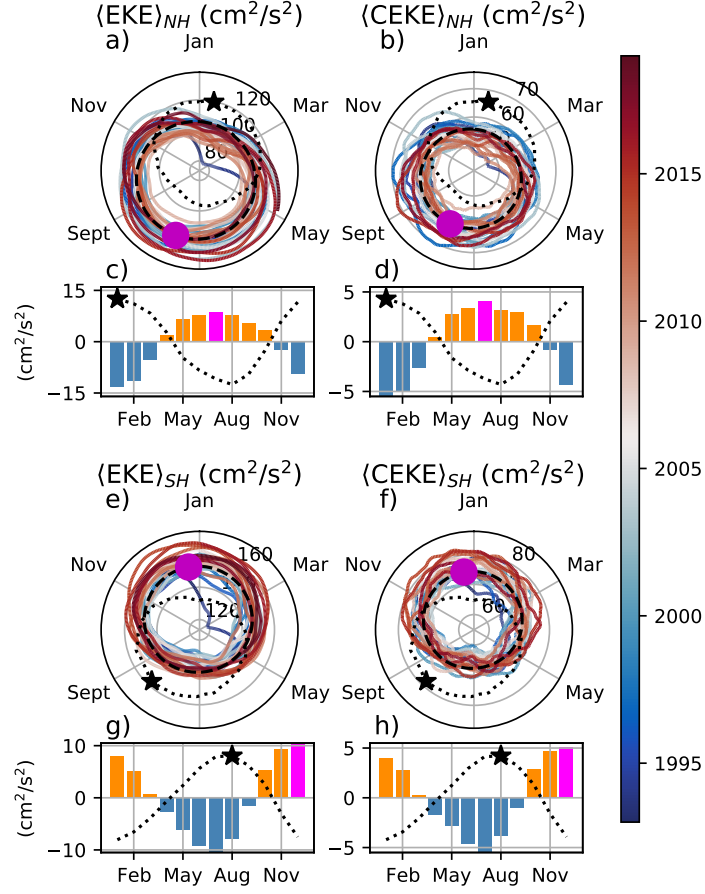 ⟨EKE⟩NH (cm²/s²) ⟨CEKE⟩NH (cm²/s²)
a) Jan b) Jan
Nov 120 Mar Nov 70 Mar
100 60
80
Sept May Sept May
c) d)
(cm²/s²) 15 0 −15
5 0 −5
Feb May Aug Nov Feb May Aug Nov
⟨EKE⟩SH (cm²/s²) ⟨CEKE⟩SH (cm²/s²)
e) Jan f) Jan
Nov 160 Mar Nov 80 Mar
120 60
Sept May Sept May
g) h)
(cm²/s²) 10 0 −10
5 0 −5
Feb May Aug Nov Feb May Aug Nov
2015
2010
2005
2000
1995